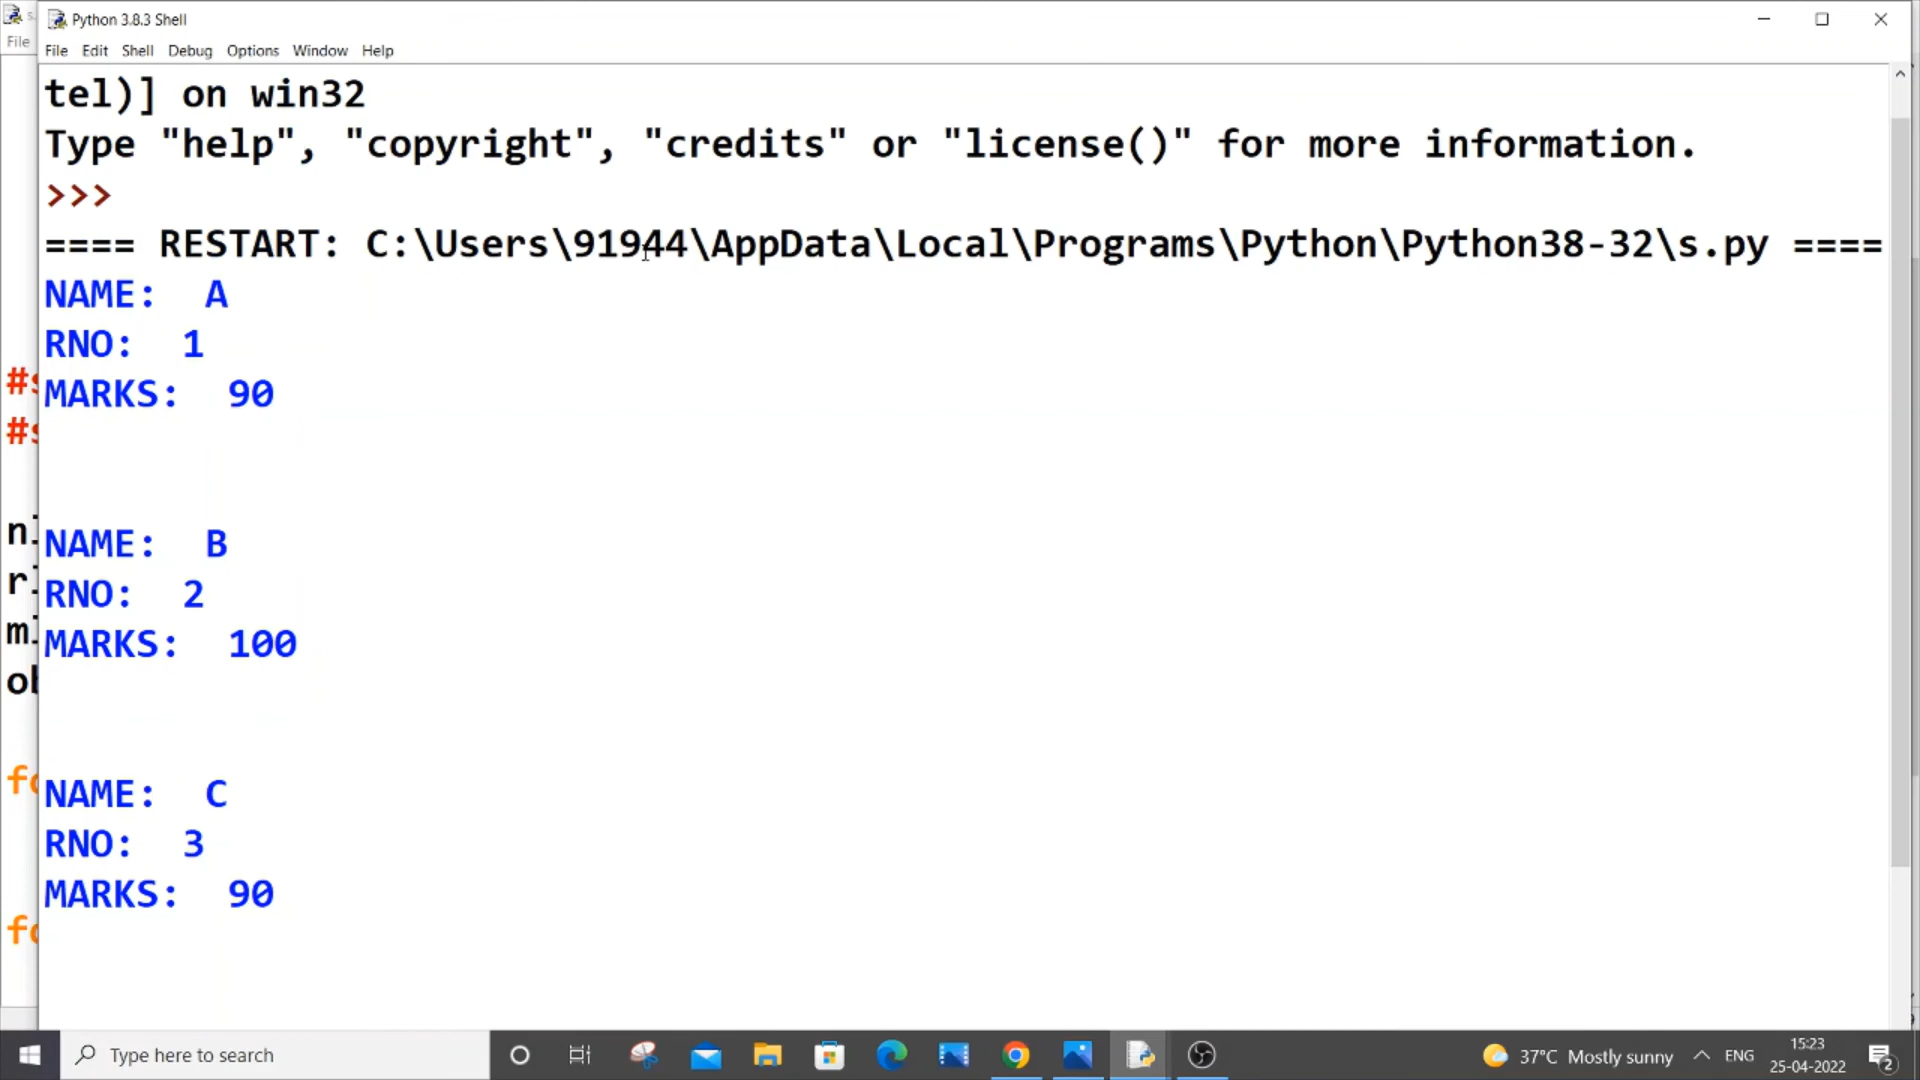 Python 3.8.3 Shell
File
File Edit Shell Debug Options Window Help
tel)] on win32
Type "help", "copyright", "credits" or "license()" for more information.
>>>
==== RESTART: C:\Users\91944\AppData\Local\Programs\Python\Python38-32\s.py ====
NAME: A
RNO: 1
MARKS: 90
NAME: B
RNO: 2
MARKS: 100
NAME: C
RNO: 3
MARKS: 90
Type here to search
37°C Mostly sunny
ENG
15:23
25-04-2022
2